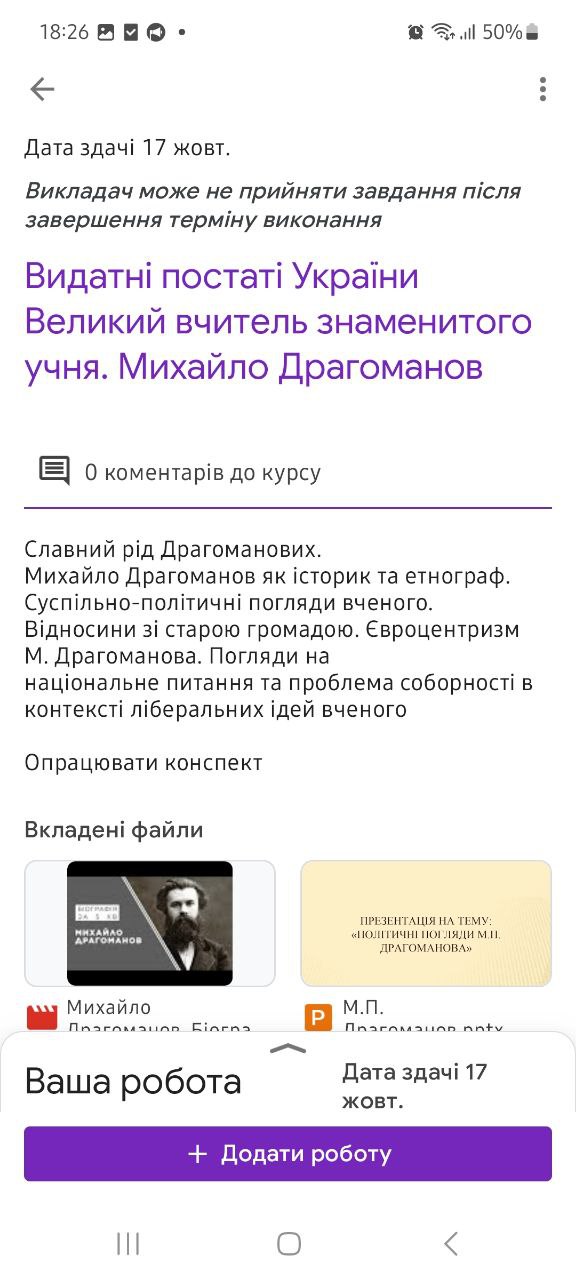 18:26
50%
Дата здачі 17 жовт.
Викладач може не прийняти завдання після
завершення терміну виконання
Видатні постаті України
Великий вчитель знаменитого
учня. Михайло Драгоманов
0 коментарів до курсу
Славний рід Драгоманових.
Михайло Драгоманов як історик та етнограф.
Суспільно-політичні погляди вченого.
Відносини зі старою громадою. Євроцентризм
М. Драгоманова. Погляди на
національне питання та проблема соборності в
контексті ліберальних ідей вченого
Опрацювати конспект
Вкладені файли
БІОГРАФІЯ
ЗА 5 ХВ
МИХАЙЛО
ДРАГОМАНОВ
ПРЕЗЕНТАЦІЯ НА ТЕМУ:
«ПОЛІТИЧНІ ПОГЛЯДИ М.П.
ДРАГОМАНОВА»
Михайло
Драгоманов. Біогра
P
М.П.
Драгоманов.pptx
Ваша робота
Дата здачі 17
жовт.
+ Додати роботу